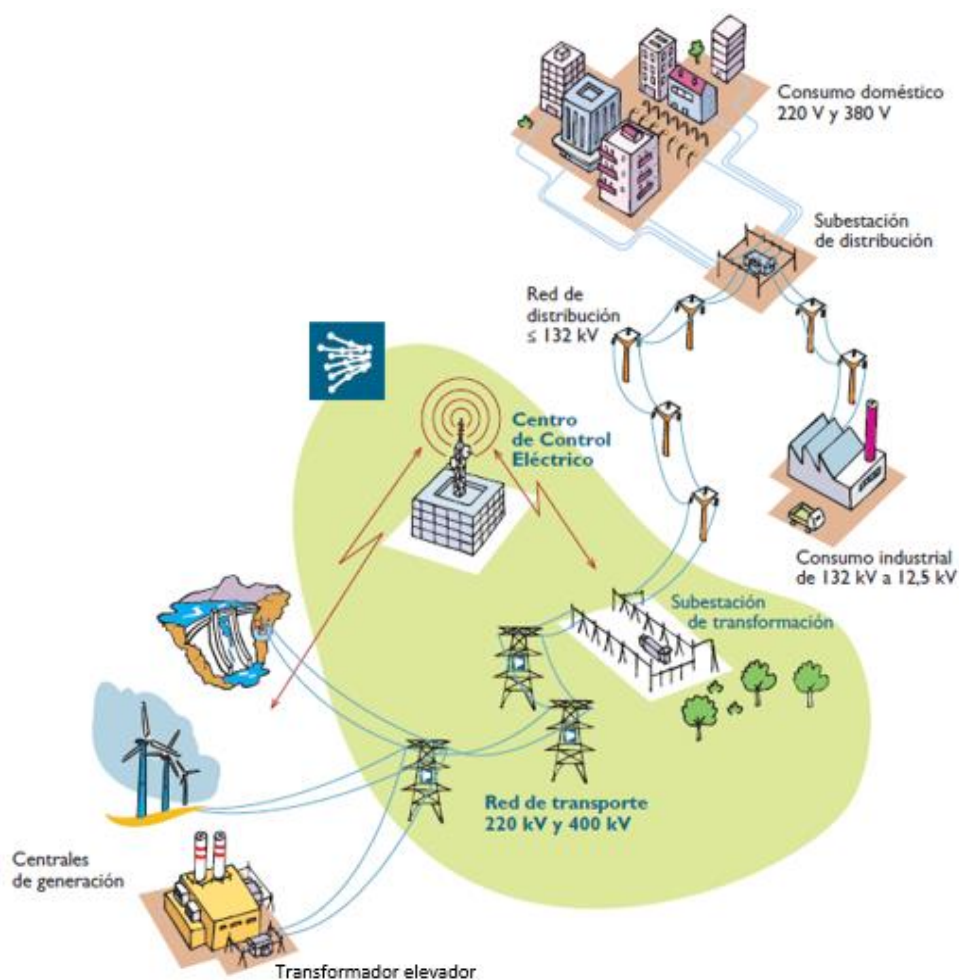 Consumo doméstico
220 V y 380 V
Subestación
de distribución
Red de
distribución
≤ 132 kV
Centro
de Control
Eléctrico
Consumo industrial
de 132 kV a 12,5 kV
Subestación
de transformación
Red de transporte
220 kV y 400 kV
Centrales
de generación
Transformador elevador